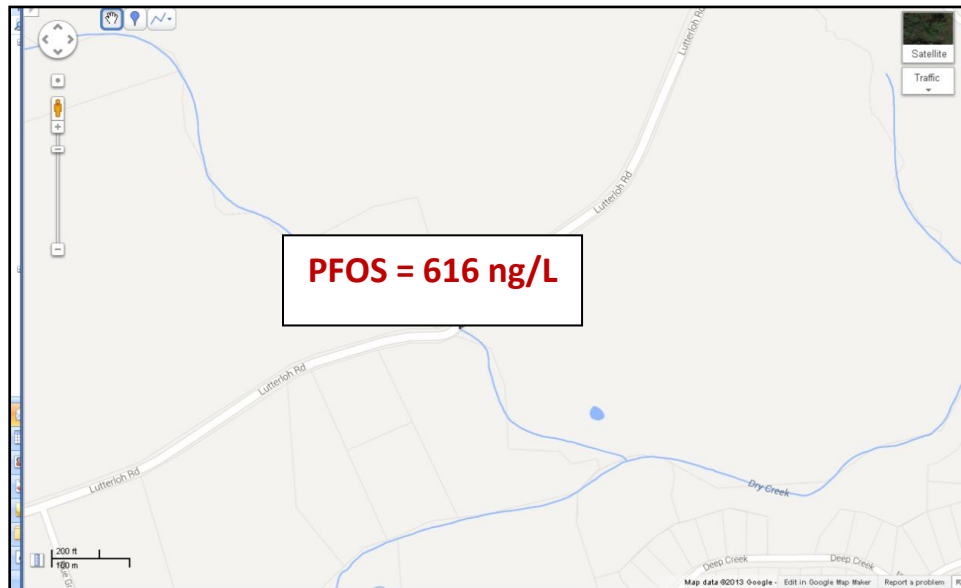 Satellite
Traffic
Lutterloh Rd
Lutterloh Rd
PFOS = 616 ng/L
Lutterloh Rd
Lutterloh Rd
Dry Creek
200 ft
100 m
Deep Creek
Deep Creek
Map data ©2013 Google - Edit in Google Map Maker Report a problem